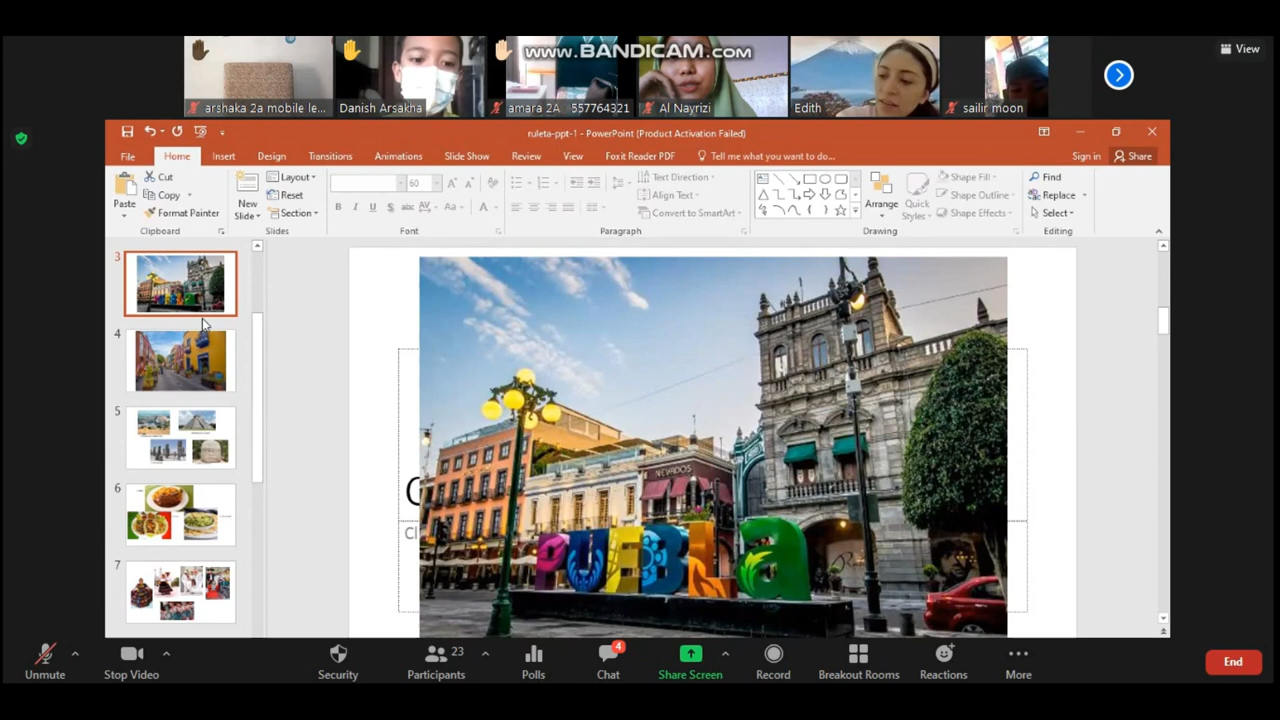 www.BANDICAM.com
View
arshaka 2a mobile le...
Danish Arsakha
amara 2A
557764321
Al Nayrizi
Edith
sailir moon
ruleta-ppt-1 - PowerPoint (Product Activation Failed)
File
Home
Insert
Design
Transitions
Animations
Slide Show
Review
View
Foxit Reader PDF
Tell me what you want to do...
Sign in
Share
Paste
Cut
Copy
Format Painter
Clipboard
New
Slide
Layout
Reset
Section
Slides
60
Font
Text Direction
Align Text
Convert to SmartArt
Paragraph
Arrange
Quick
Styles
Shape Fill
Shape Outline
Shape Effects
Drawing
Find
Replace
Select
Editing
3
4
5
6
7
NEVADOS
PUEBLa
Cl
Unmute
Stop Video
Security
Participants
23
Polls
Chat
4
Share Screen
Record
Breakout Rooms
Reactions
More
End